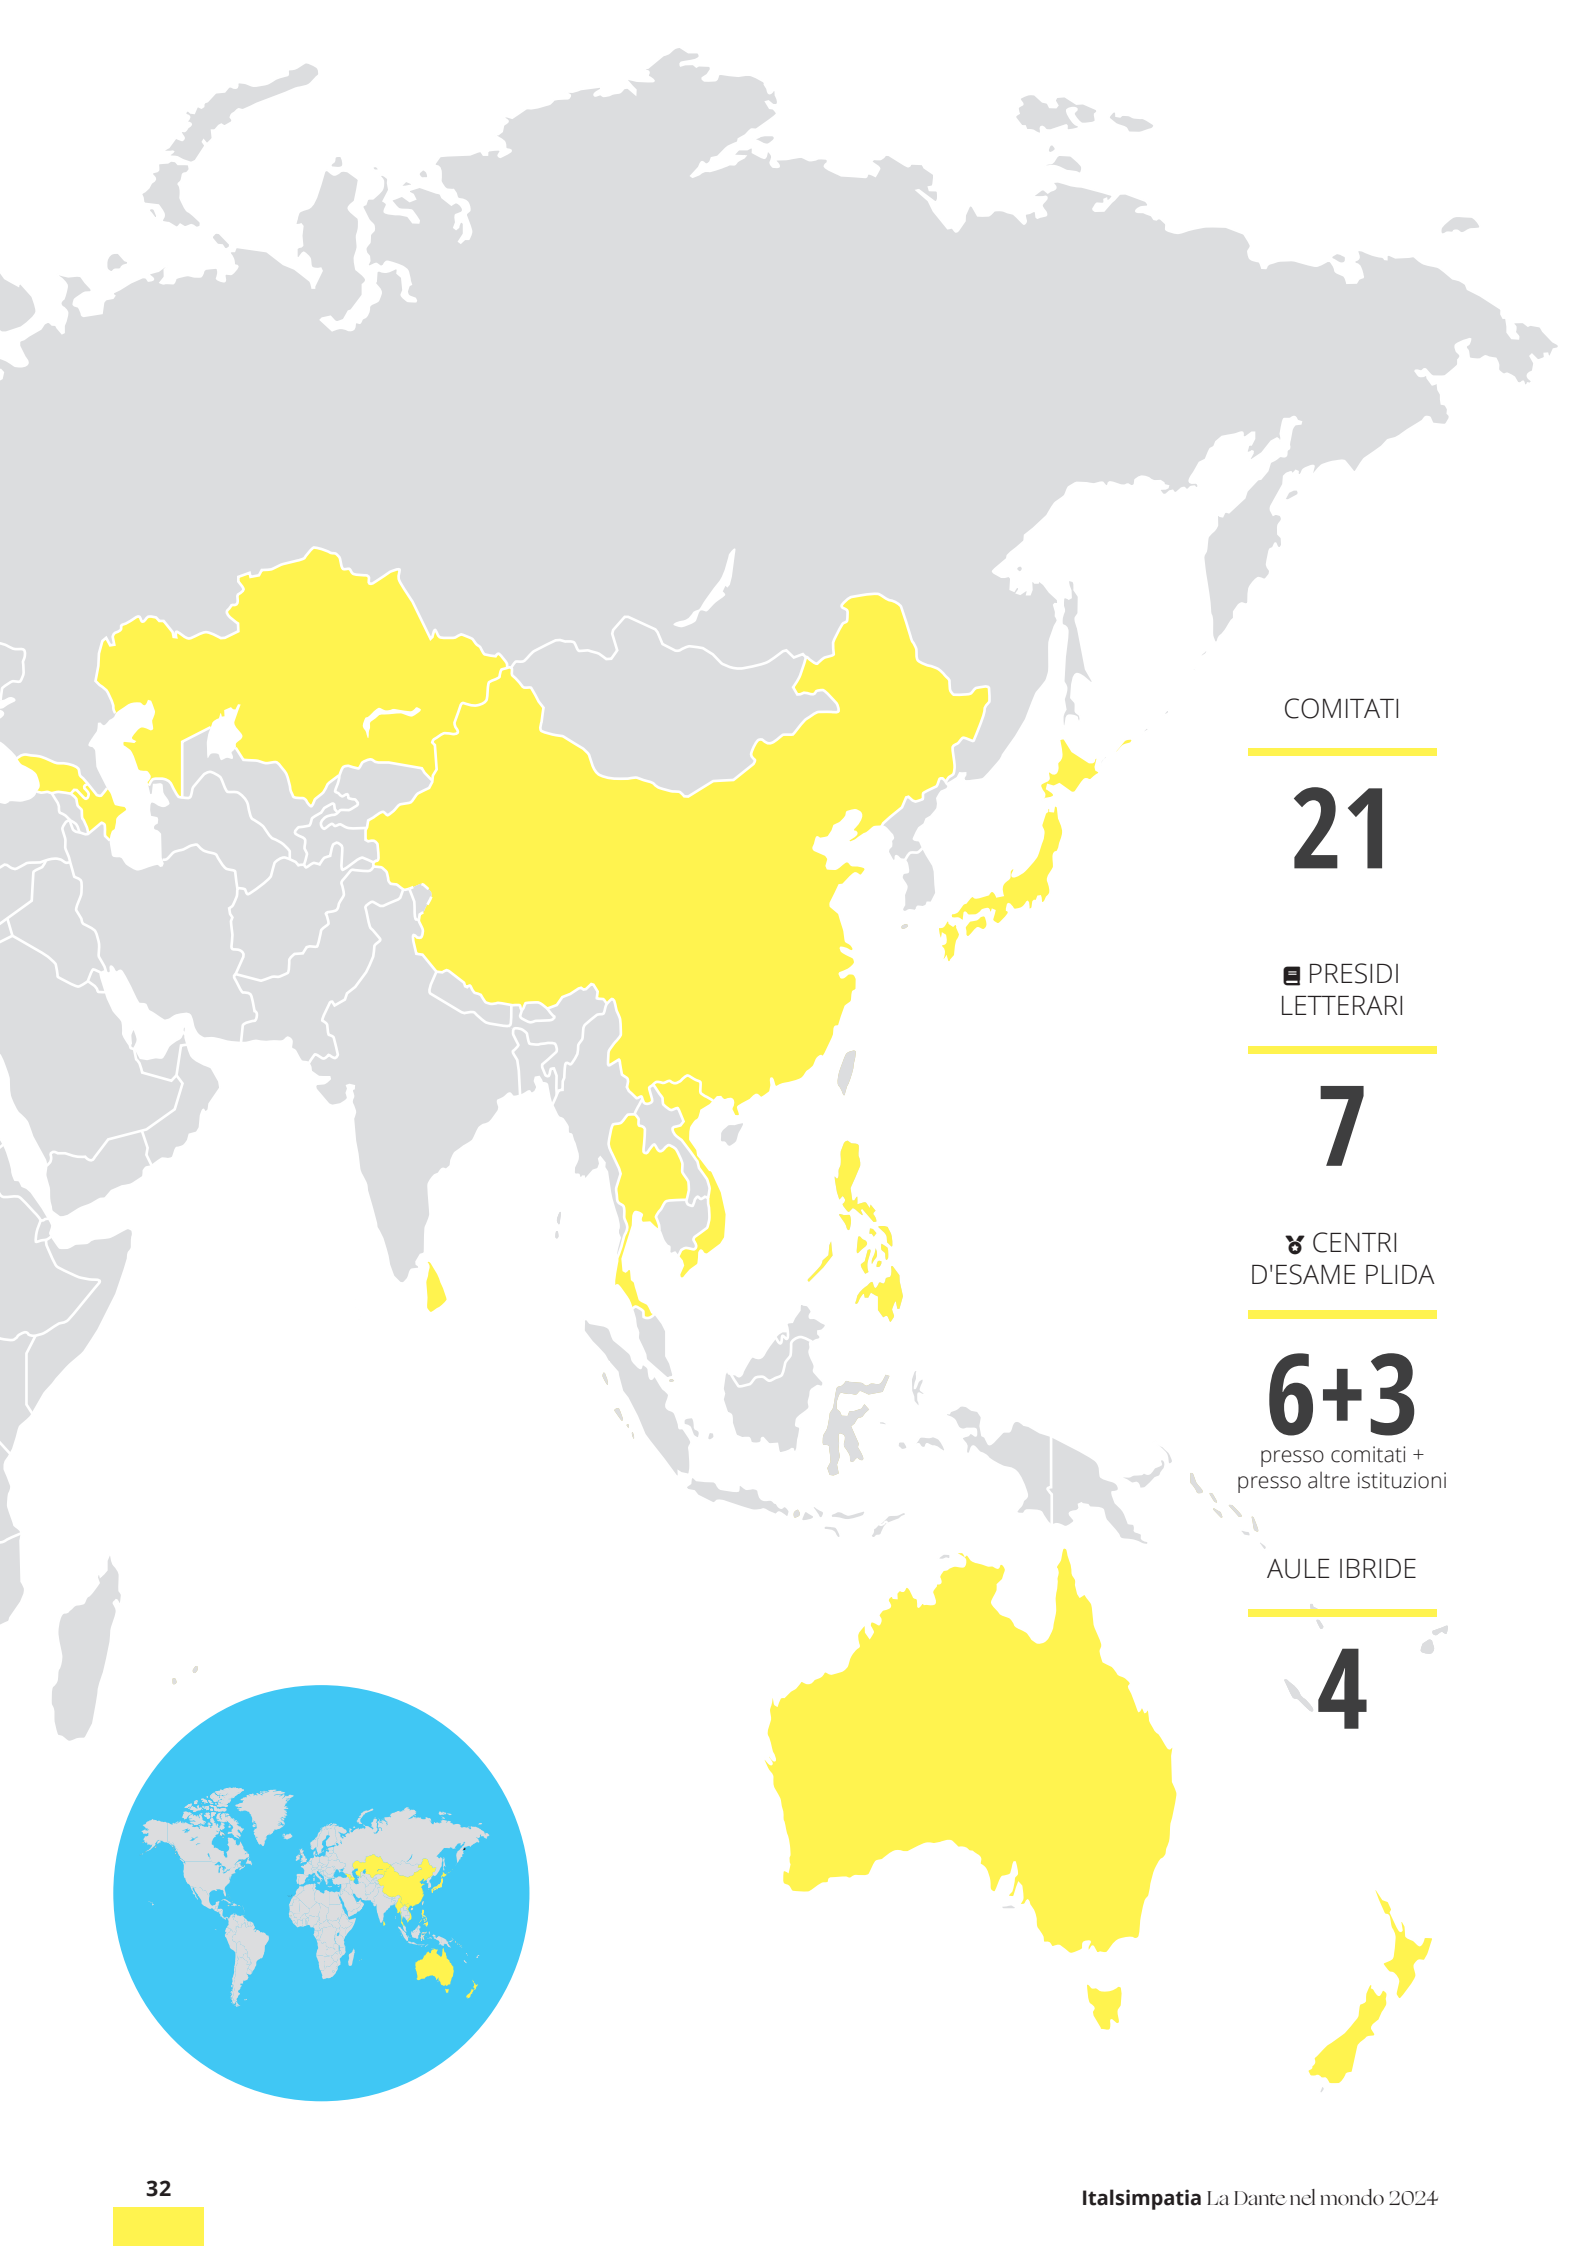 COMITATI
21
PRESIDI
LETTERARI
7
CENTRI
D'ESAME PLIDA
6+3
presso comitati +
presso altre istituzioni
AULE IBRIDE
4
32
Italsimpatia La Dante nel mondo 2024